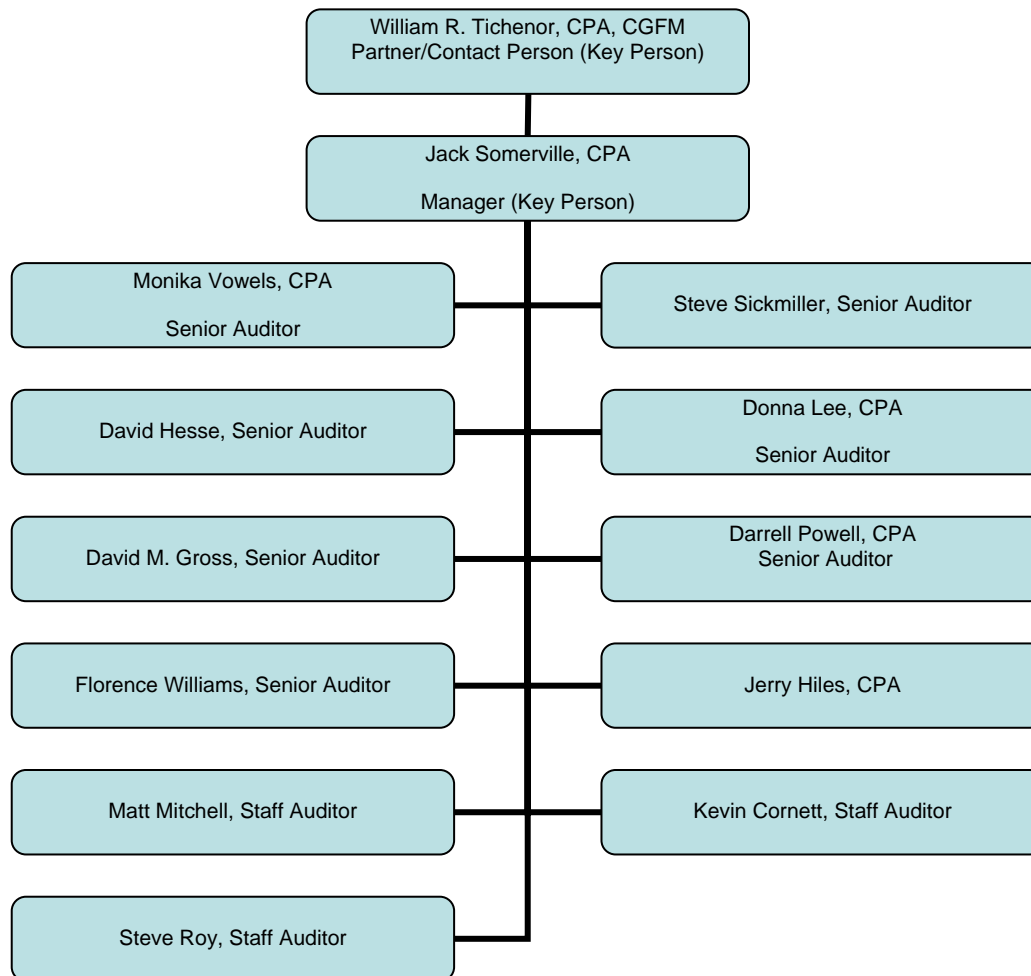 William R. Tichenor, CPA, CGFM
Partner/Contact Person (Key Person)
Jack Somerville, CPA
Manager (Key Person)
Monika Vowels, CPA
Senior Auditor
Steve Sickmiller, Senior Auditor
David Hesse, Senior Auditor
Donna Lee, CPA
Senior Auditor
David M. Gross, Senior Auditor
Darrell Powell, CPA
Senior Auditor
Florence Williams, Senior Auditor
Jerry Hiles, CPA
Matt Mitchell, Staff Auditor
Kevin Cornett, Staff Auditor
Steve Roy, Staff Auditor